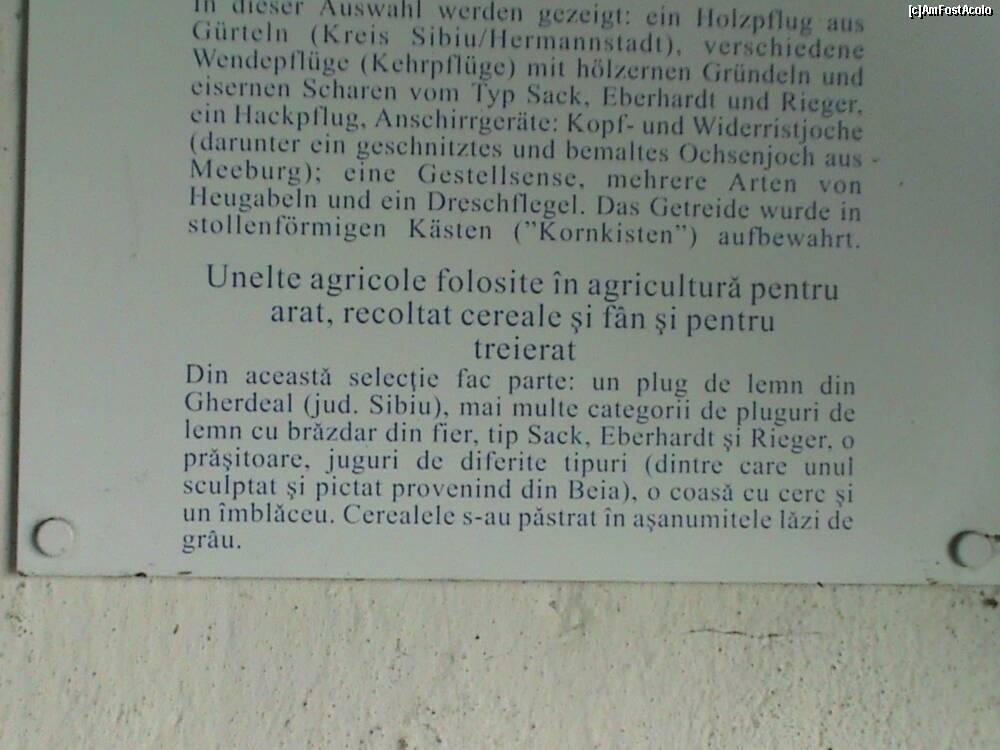 [c]AmFostAcolo
In dieser Auswahl werden gezeigt: ein Holzpflug aus
Gürteln (Kreis Sibiu/Hermannstadt), verschiedene
Wendepflüge (Kehrpflüge) mit hölzernen Gründeln und
eisernen Scharen vom Typ Sack, Eberhardt und Rieger,
ein Hackpflug, Anschirrgeräte: Kopf- und Widerristjoche
(darunter ein geschnitztes und bemaltes Ochsenjoch aus -
Meeburg); eine Gestellsense, mehrere Arten von
Heugabeln und ein Dreschflegel. Das Getreide wurde in
stollenförmigen Kästen ("Kornkisten") aufbewahrt.
Unelte agricole folosite în agricultură pentru
arat, recoltat cereale şi fân şi pentru
treierat
Din această selecţie fac parte: un plug de lemn din
Gherdeal (jud. Sibiu), mai multe categorii de pluguri de
lemn cu brăzdar din fier, tip Sack, Eberhardt şi Rieger, o
prăşitoare, juguri de diferite tipuri (dintre care unul
sculptat şi pictat provenind din Beia), o coasă cu cerc şi
un îmblăceu. Cerealele s-au păstrat în aşanumitele lăzi de
grâu.